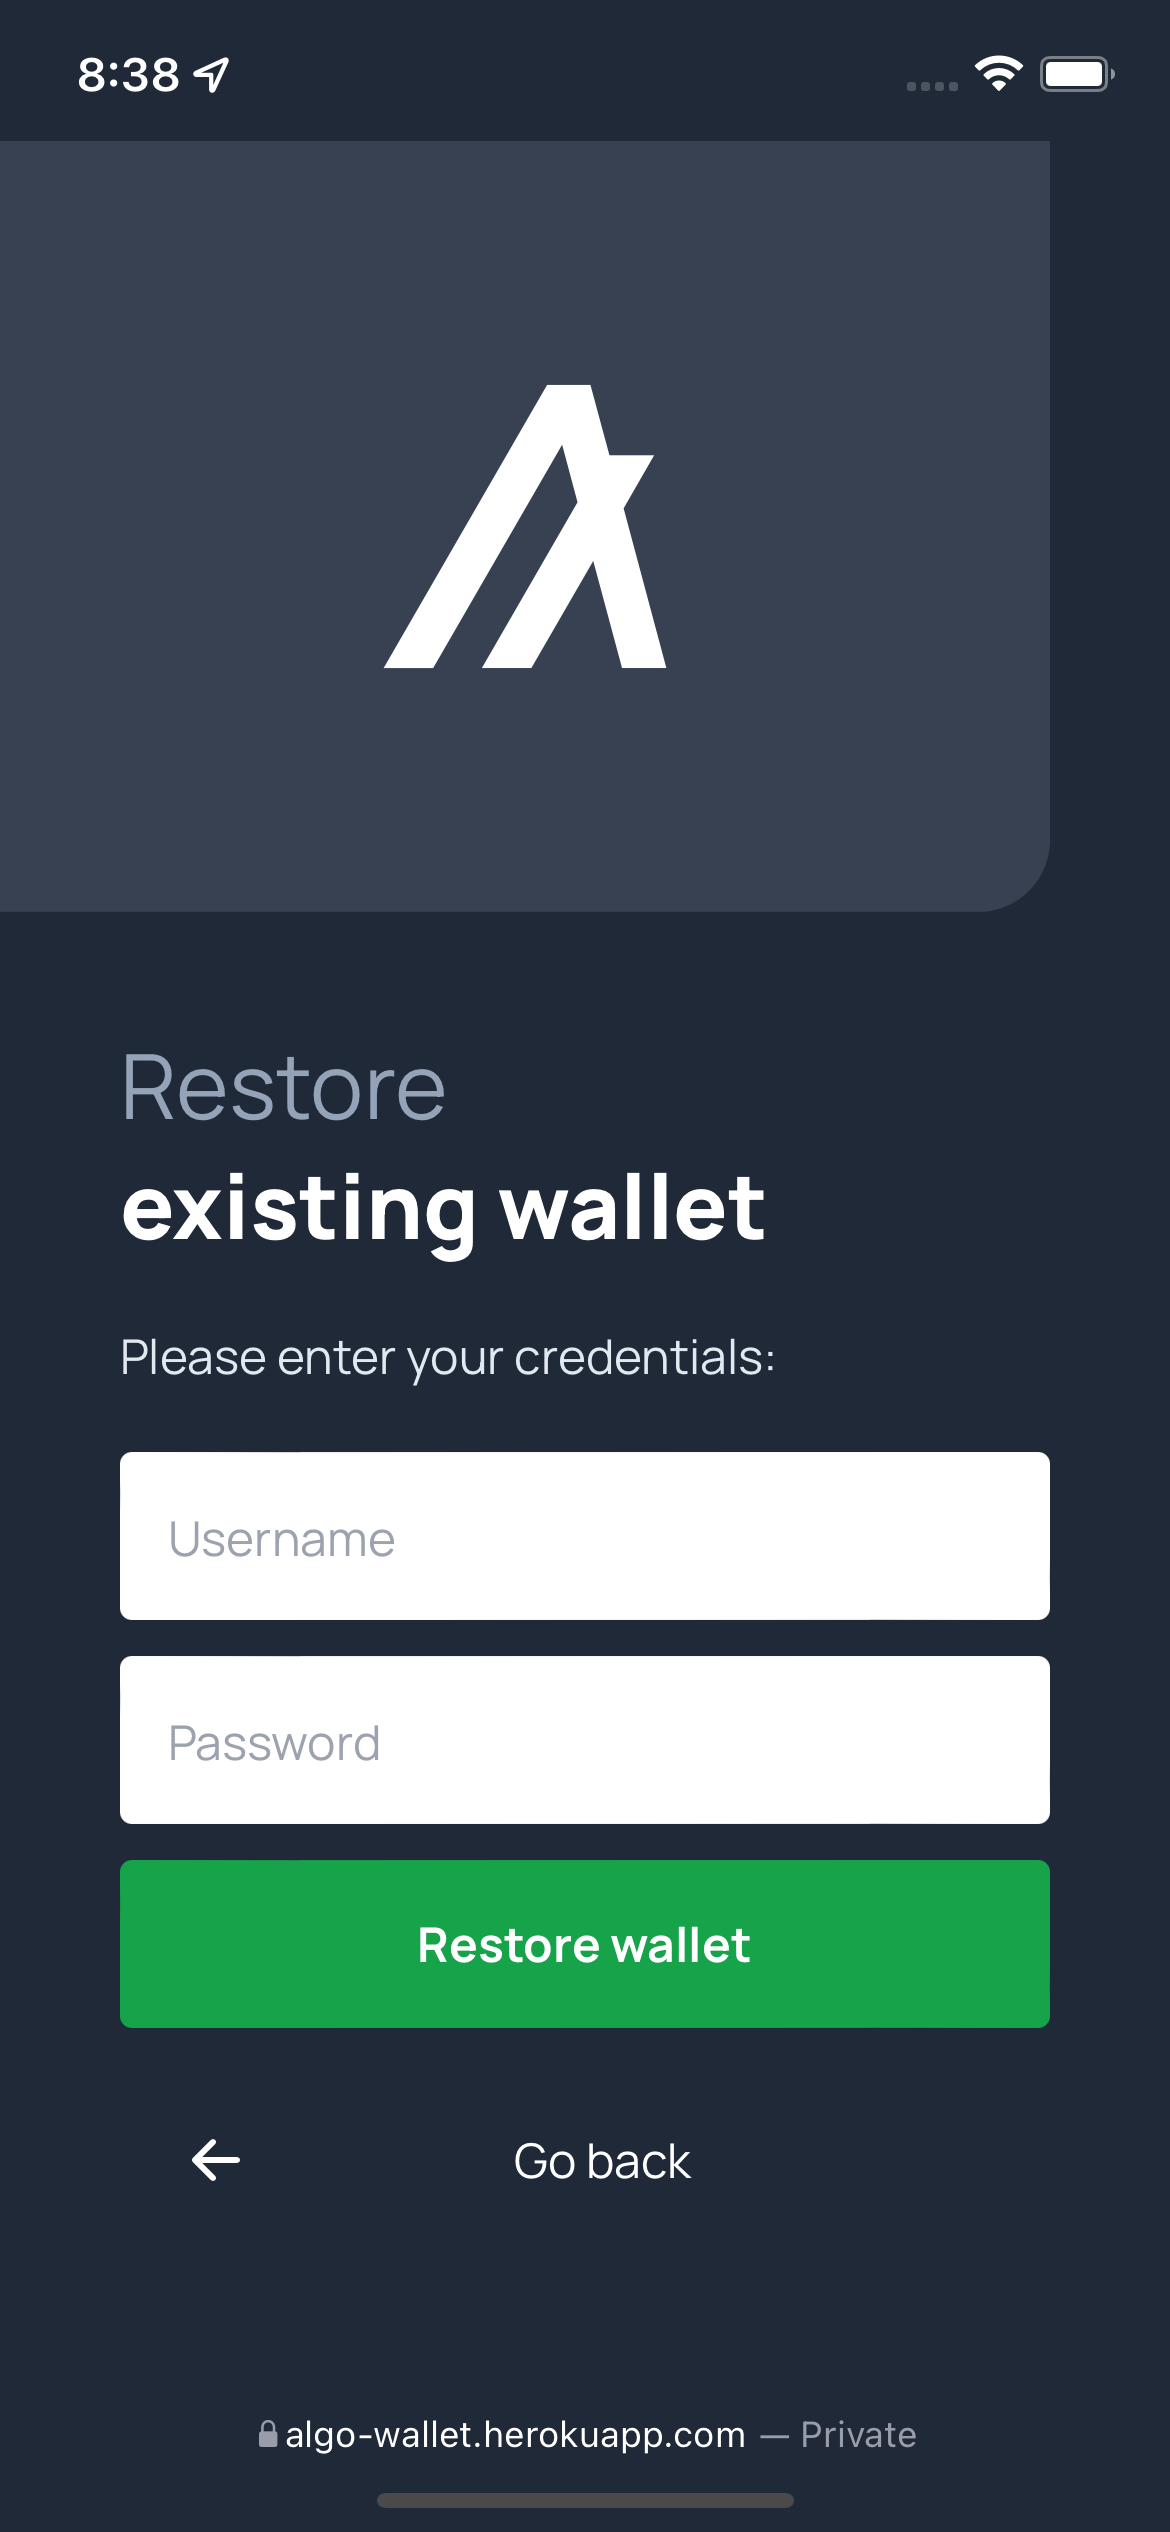 8:38
Restore
existing wallet
Please enter your credentials:
Username
Password
Restore wallet
Go back
algo-wallet.herokuapp.com — Private